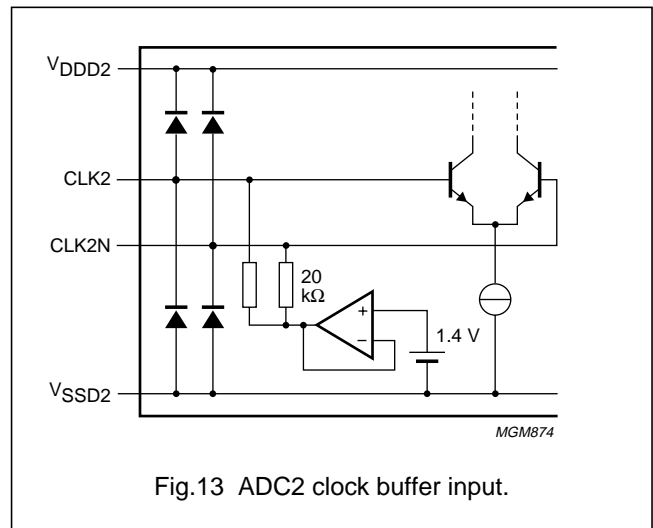 VDDD2
CLK2
CLK2N
20
kΩ
+
−
1.4 V
VSSD2
MGM874
Fig.13 ADC2 clock buffer input.